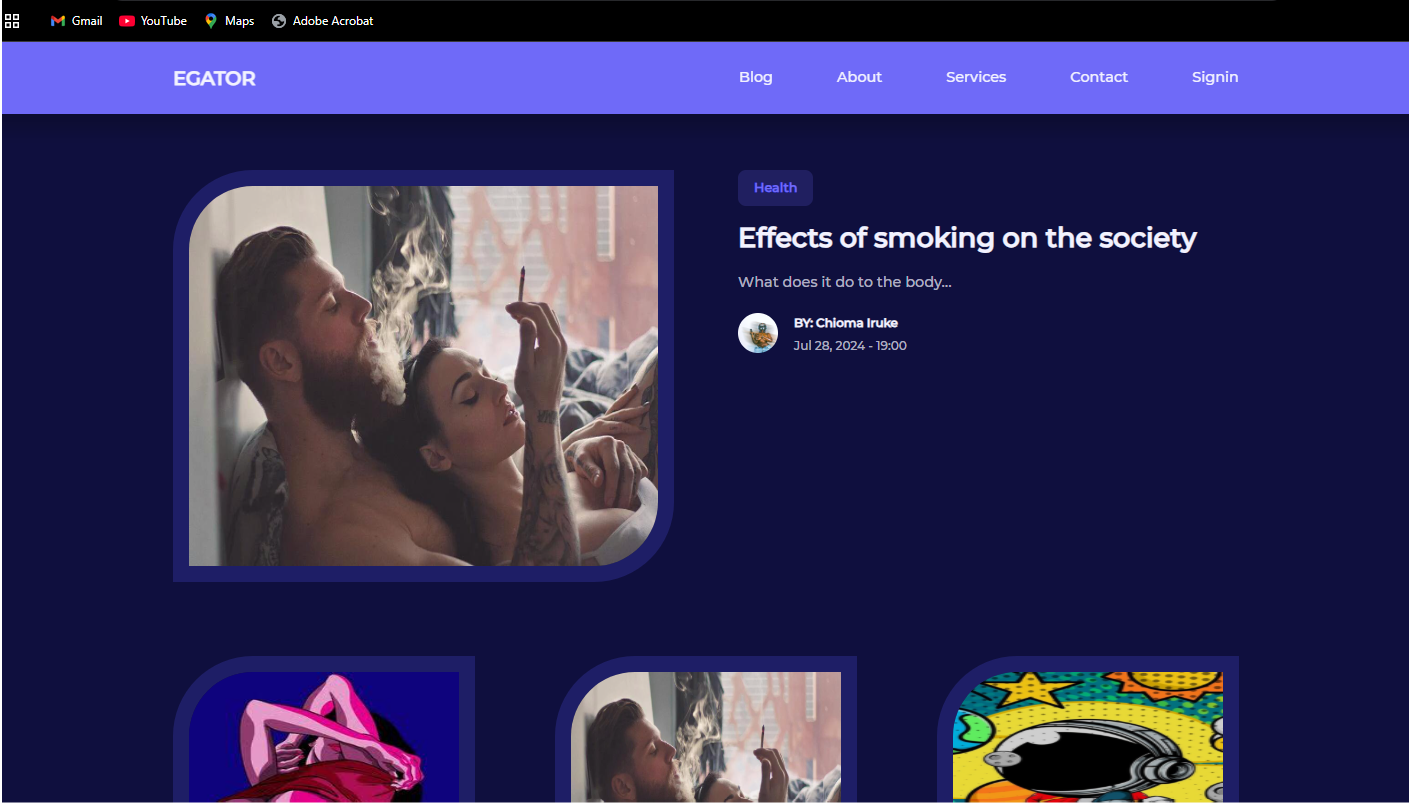 Gmail YouTube Maps Adobe Acrobat
EGATOR Blog About Services Contact Signin
Health
Effects of smoking on the society
What does it do to the body...
BY: Chioma Iruke
Jul 28, 2024 - 19:00